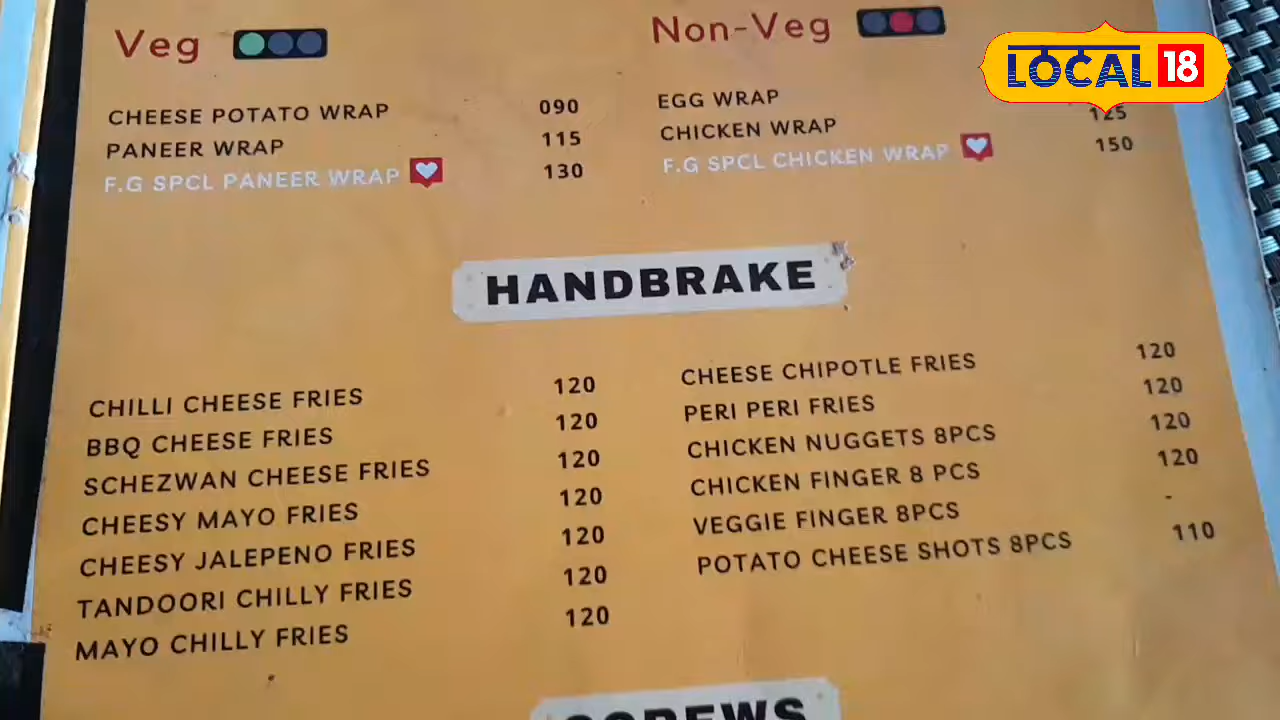 Veg
CHEESE POTATO WRAP 090
PANEER WRAP 115
F.G SPCL PANEER WRAP 130
Non-Veg
EGG WRAP
CHICKEN WRAP 125
F.G SPCL CHICKEN WRAP 150
LOCAL 18
HANDBRAKE
CHILLI CHEESE FRIES 120
BBQ CHEESE FRIES 120
SCHEZWAN CHEESE FRIES 120
CHEESY MAYO FRIES 120
CHEESY JALEPENO FRIES 120
TANDOORI CHILLY FRIES 120
MAYO CHILLY FRIES 120
CHEESE CHIPOTLE FRIES 120
PERI PERI FRIES 120
CHICKEN NUGGETS 8PCS 120
CHICKEN FINGER 8 PCS 120
VEGGIE FINGER 8PCS -
POTATO CHEESE SHOTS 8PCS 110